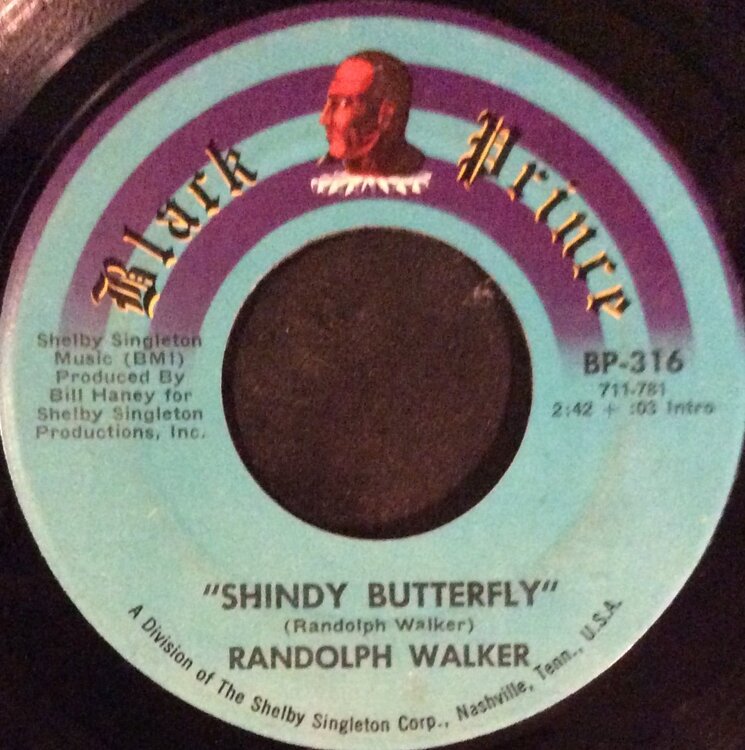 Black Prince
Shelby Singleton
Music (BMI)
Produced By
Bill Haney for
Shelby Singleton
Productions, Inc.
BP-316
711-781
2:42 + :03 Intro
"SHINDY BUTTERFLY"
(Randolph Walker)
RANDOLPH WALKER
A Division of The Shelby Singleton Corp., Nashville, Tenn., U.S.A.